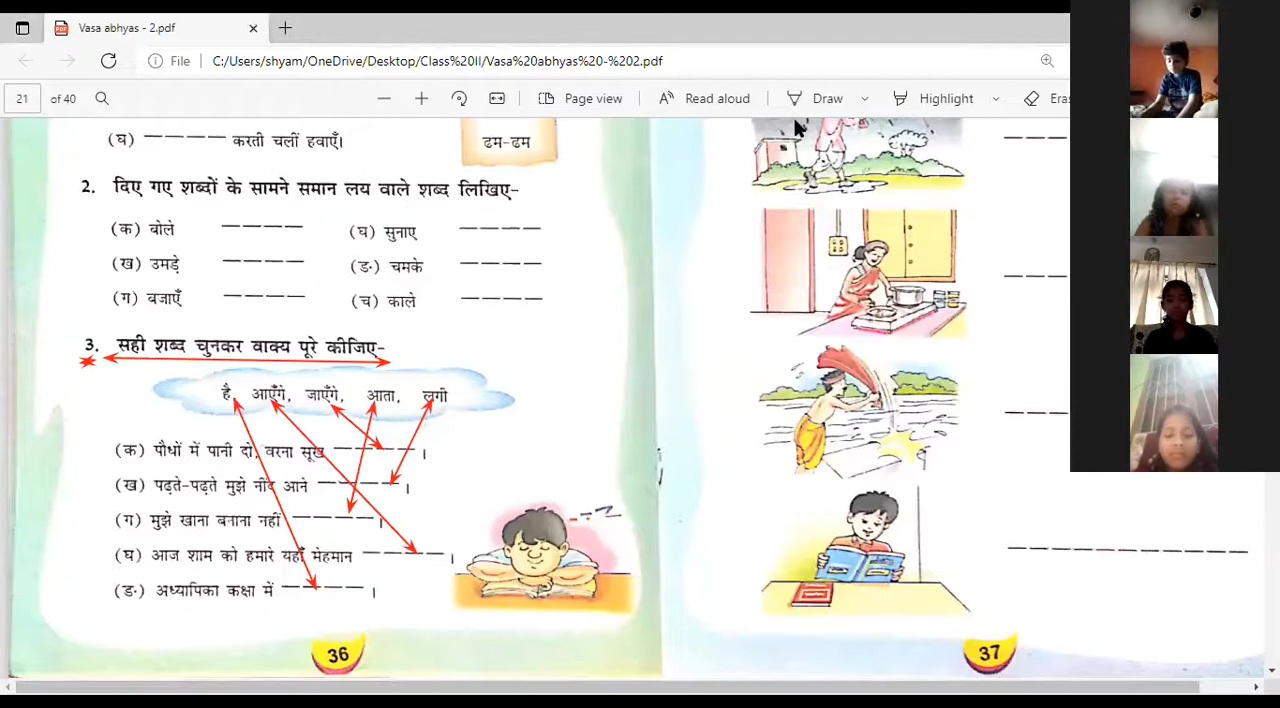 Vasa abhyas - 2.pdf
File C:/Users/shyam/OneDrive/Desktop/Class%20II/Vasa%20abhyas%20-%202.pdf
21 of 40 Page view Read aloud Draw Highlight Eras
(घ) ---- करती चलीं हवाएँ।
ढम-ढम
2. दिए गए शब्दों के सामने समान लय वाले शब्द लिखिए-
(क) बोले ---- (घ) सुनाए ----
(ख) उमड़े ---- (ङ) चमके ----
(ग) बजाएँ ---- (च) काले ----
3. सही शब्द चुनकर वाक्य पूरे कीजिए-
है, आएँगे, जाएँगे, आता, लगी
(क) पौधों में पानी दो, वरना सूख -----।
(ख) पढ़ते-पढ़ते मुझे नींद आने -----।
(ग) मुझे खाना बनाना नहीं -----।
(घ) आज शाम को हमारे यहाँ मेहमान -----।
(ङ) अध्यापिका कक्षा में -----।
36
37